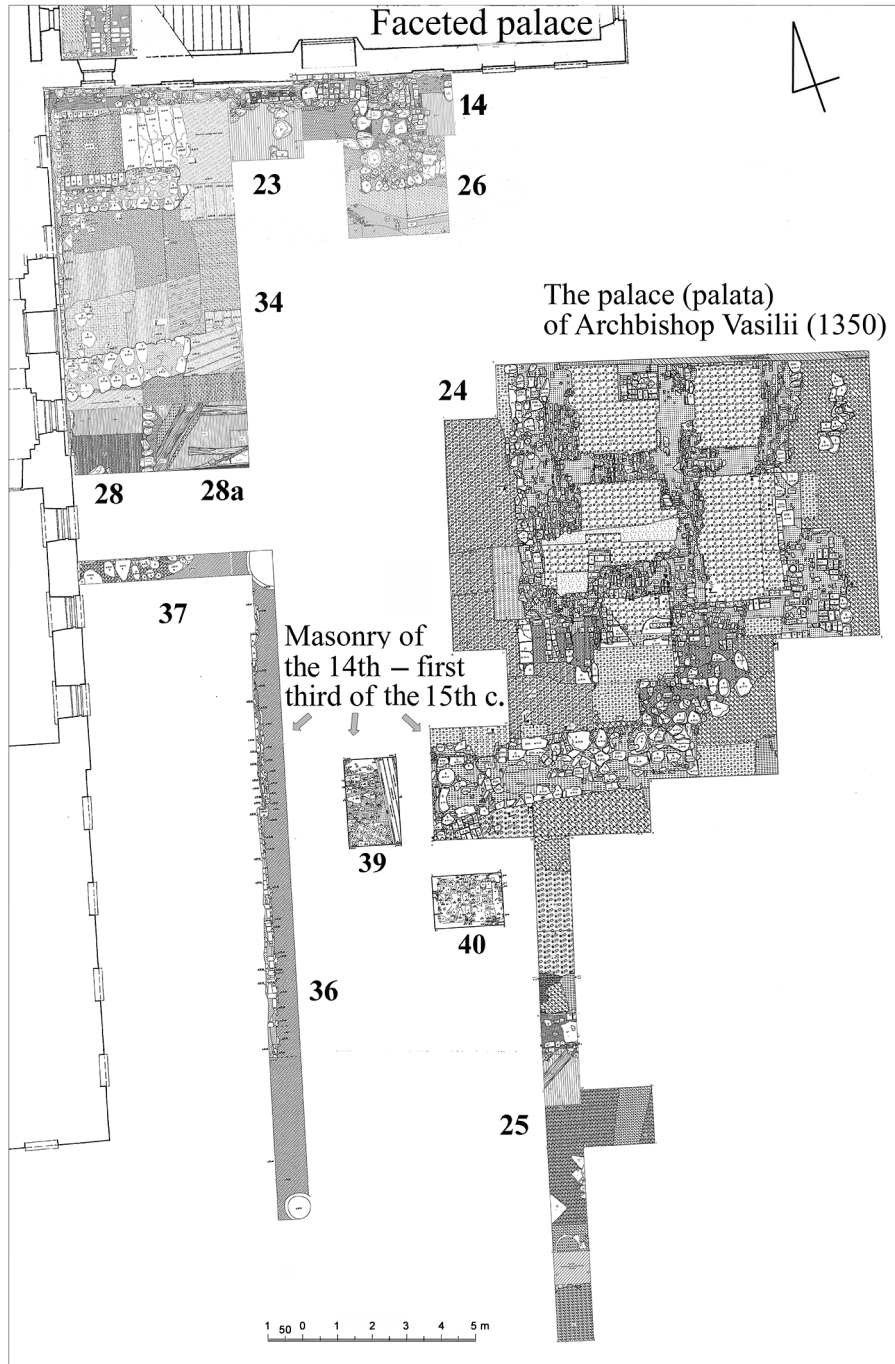 Faceted palace
14
23
26
34
The palace (palata)
of Archbishop Vasilii (1350)
24
28
28a
37
Masonry of
the 14th – first
third of the 15th c.
39
40
36
25
1 50 0 1 2 3 4 5 m